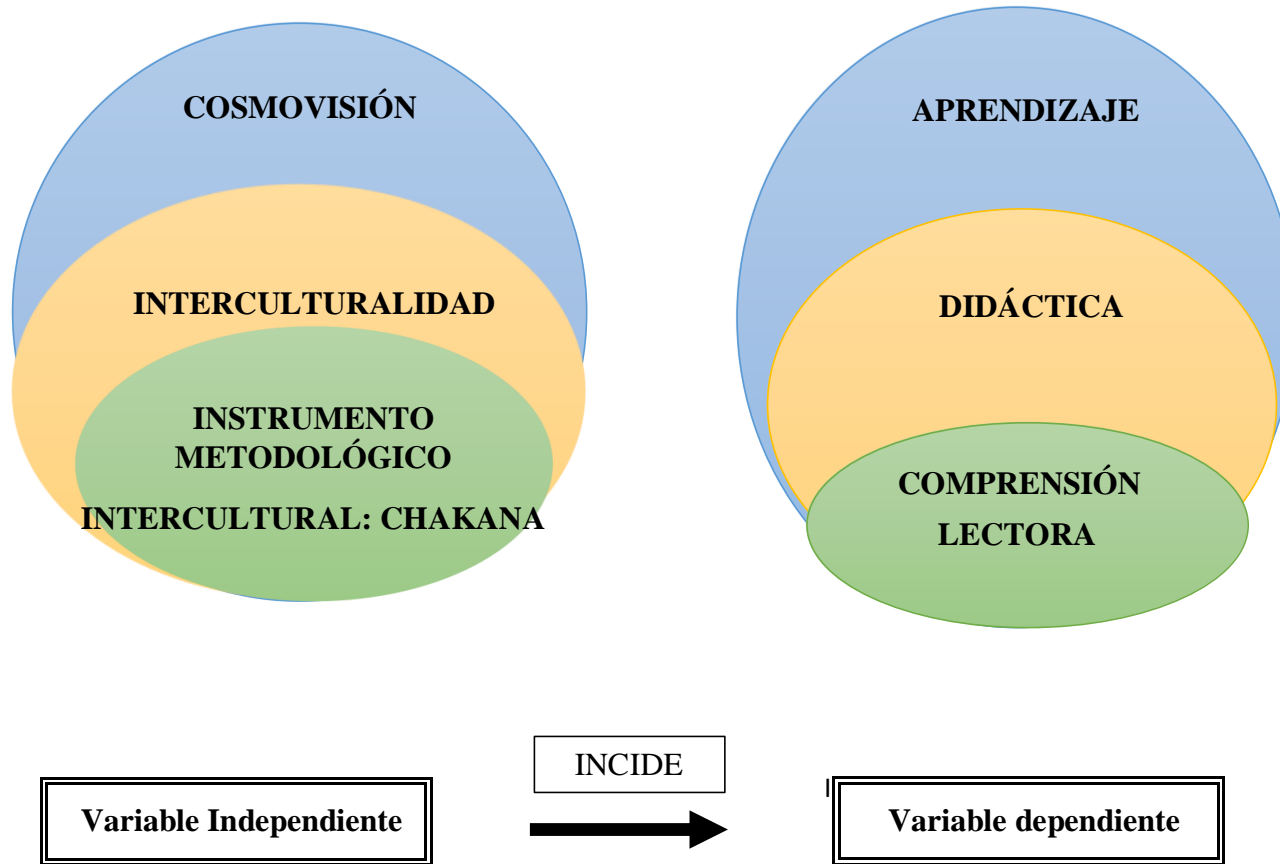 COSMOVISIÓN
INTERCULTURALIDAD
INSTRUMENTO
METODOLÓGICO
INTERCULTURAL: CHAKANA
APRENDIZAJE
DIDÁCTICA
COMPRENSIÓN
LECTORA
INCIDE
Variable Independiente
Variable dependiente